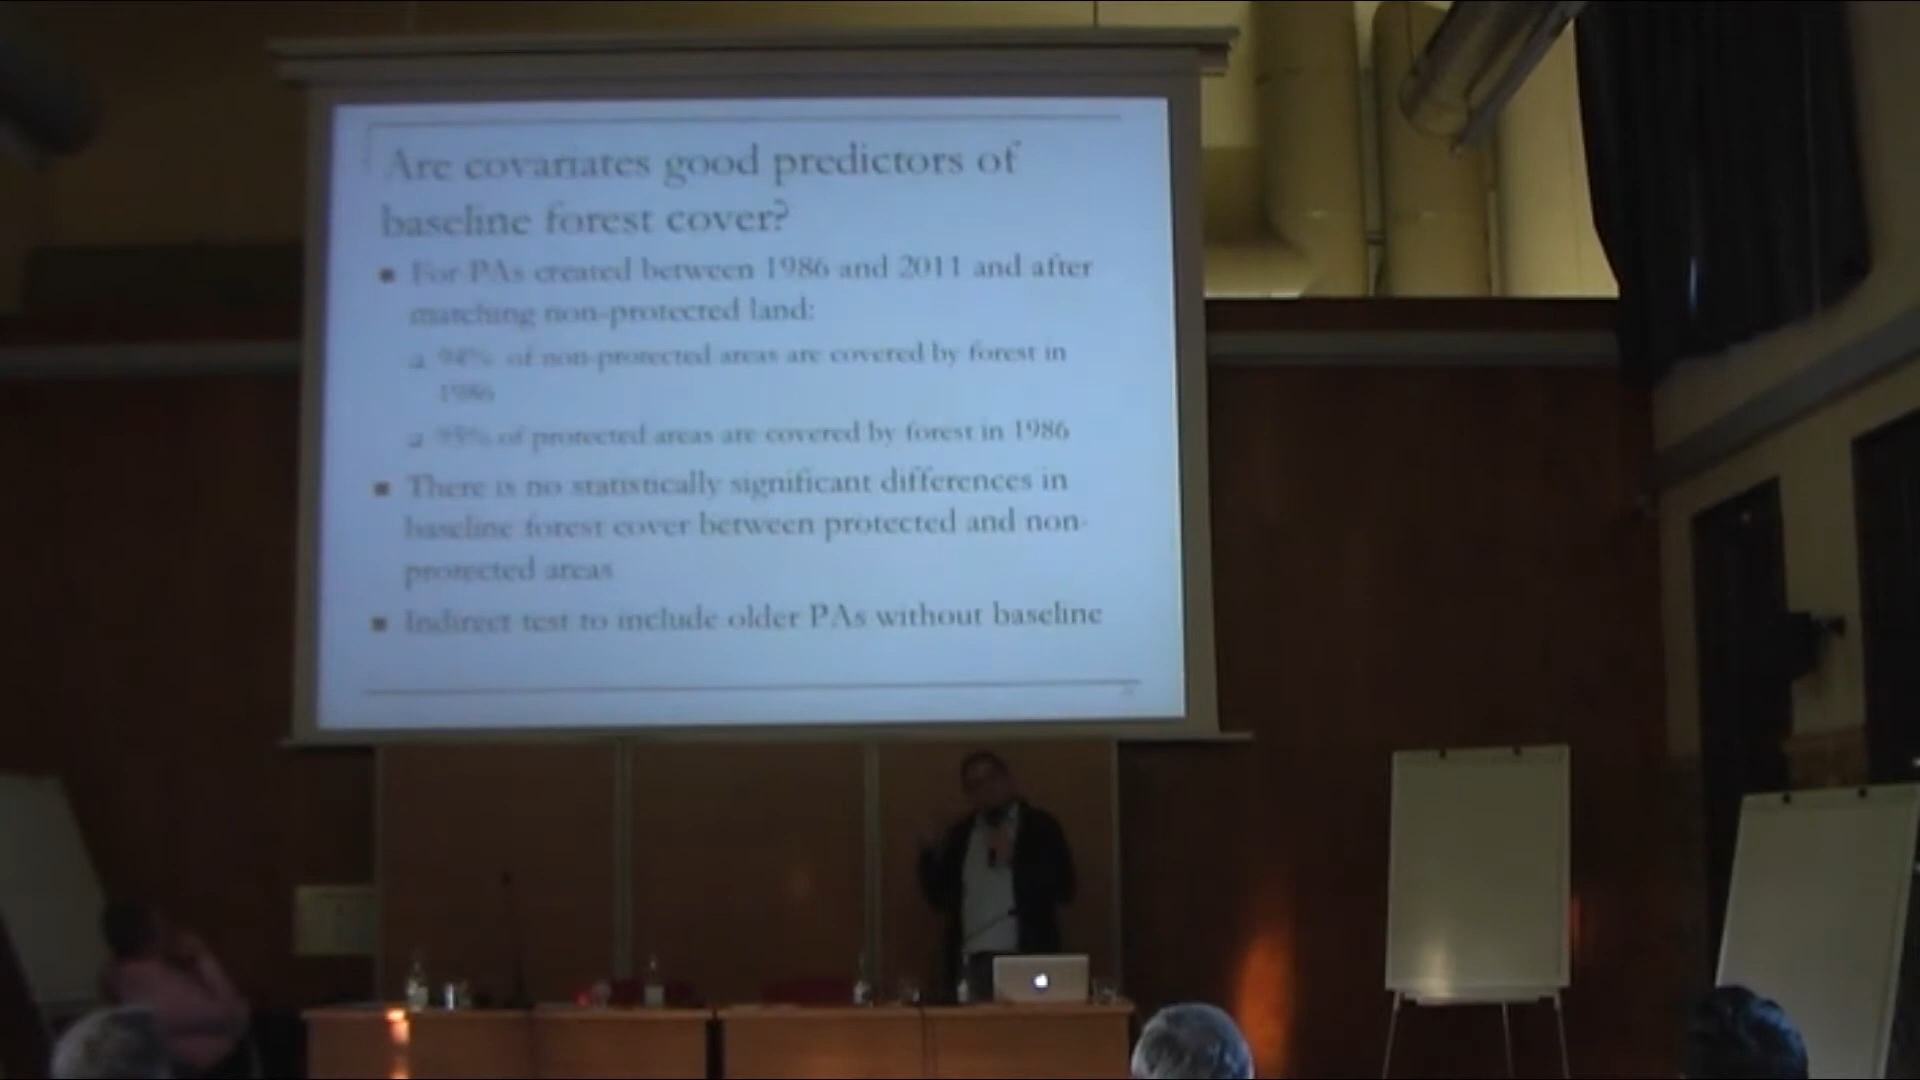 Are covariates good predictors of
baseline forest cover?
For PAs created between 1986 and 2011 and after
matching non-protected land:
94% of non-protected areas are covered by forest in
1986
of protected areas are covered by forest in 1986
There is no statistically significant differences in
baseline forest cover between protected and non-
protected areas
Indirect test to include older PAs without baseline